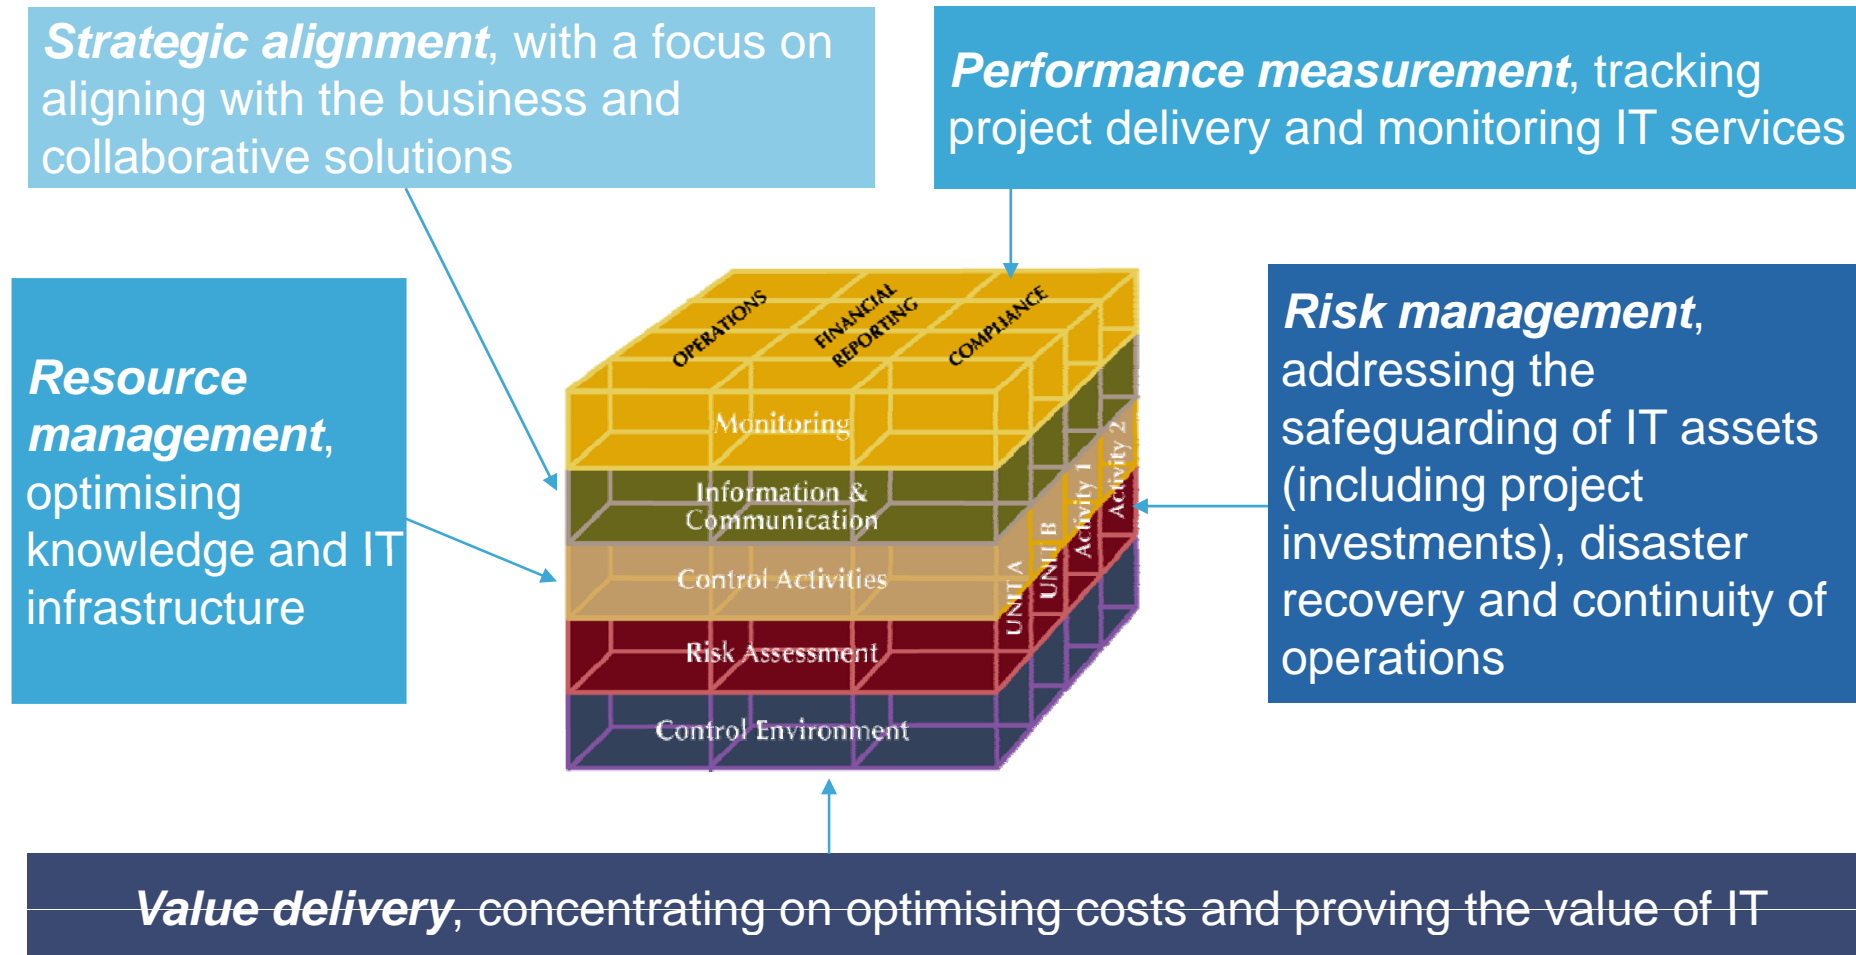 Strategic alignment, with a focus on
aligning with the business and
collaborative solutions
Performance measurement, tracking
project delivery and monitoring IT services
Resource
management,
optimising
knowledge and IT
infrastructure
OPERATIONS
FINANCIAL
REPORTING
COMPLIANCE
Monitoring
Information &
Communication
Control Activities
Risk Assessment
Control Environment
UNIT A
UNIT B
Activity 1
Activity 2
Risk management,
addressing the
safeguarding of IT assets
(including project
investments), disaster
recovery and continuity of
operations
Value delivery, concentrating on optimising costs and proving the value of IT